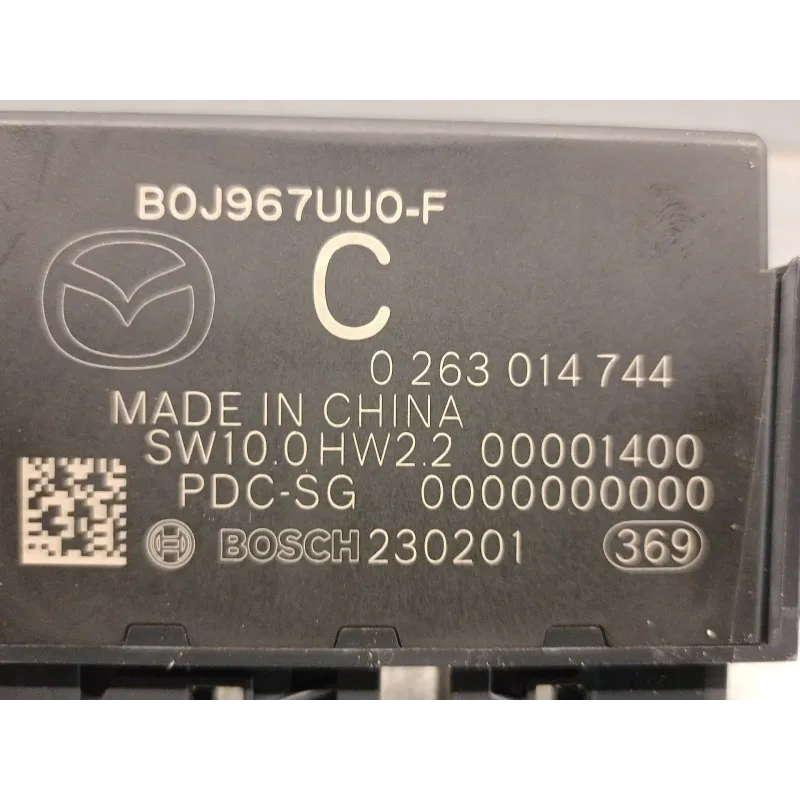 B0J967UU0-F
C
0 263 014 744
MADE IN CHINA
SW10.0HW2.2 00001400
PDC-SG 0000000000
BOSCH 230201 369